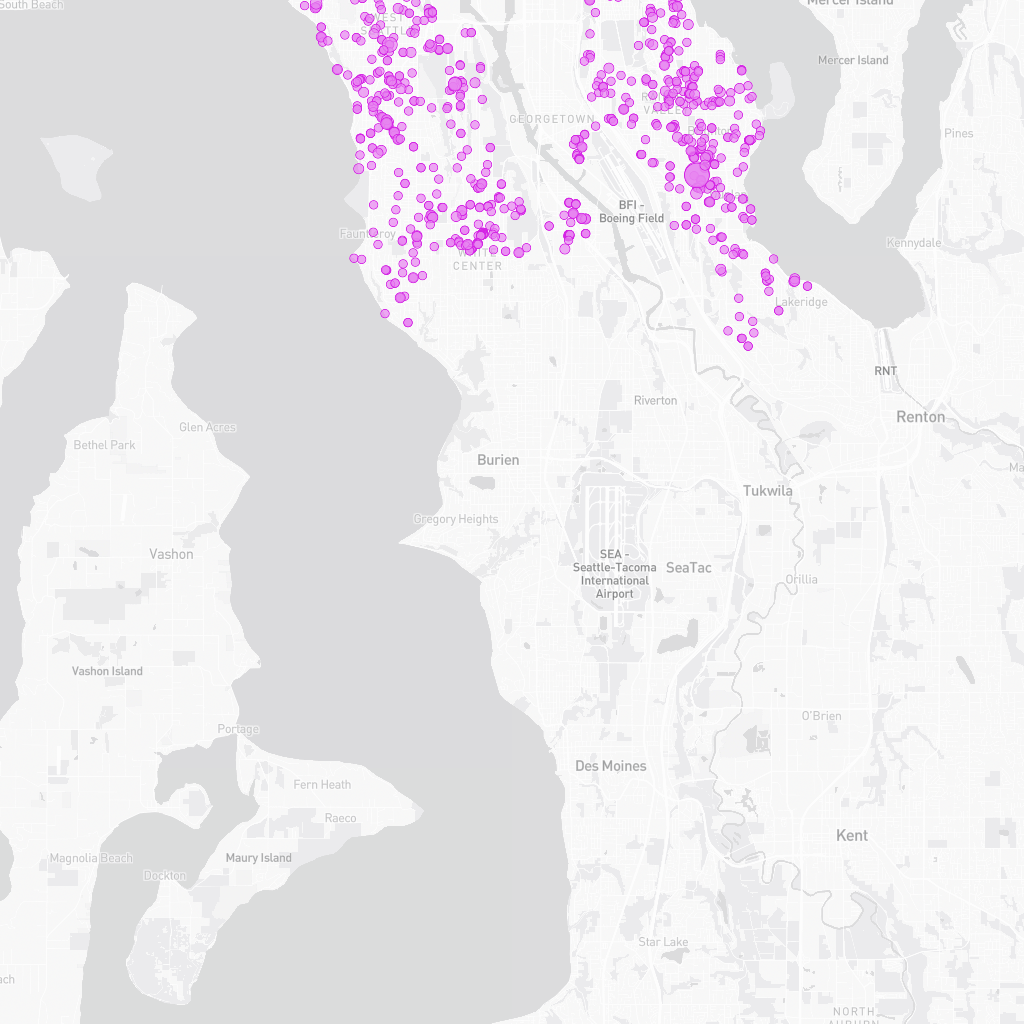 South Beach
Mercer Island
WEST
SEATTLE
Mercer Island
GEORGETOWN
Pines
BFI -
Boeing Field
Kennydale
WHITE
CENTER
Lakeridge
RNT
Riverton
Renton
Glen Acres
Bethel Park
Burien
Tukwila
Gregory Heights
Vashon
SEA -
Seattle-Tacoma
International
Airport
SeaTac
Orillia
Vashon Island
O'Brien
Portage
Des Moines
Fern Heath
Raeco
Kent
Magnolia Beach
Maury Island
Dockton
Star Lake
NORTH
AUBURN